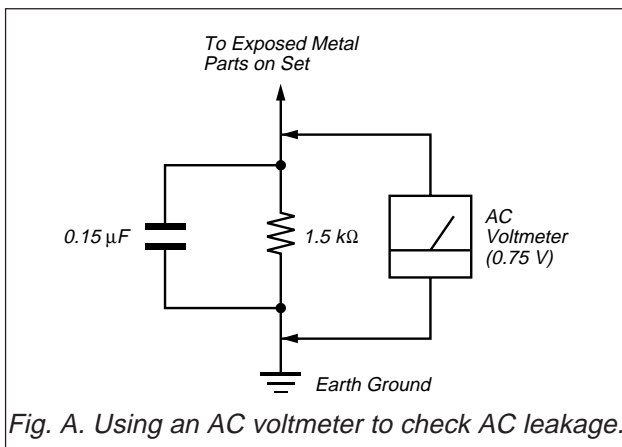 To Exposed Metal
Parts on Set
0.15 µF
1.5 kΩ
AC
Voltmeter
(0.75 V)
Earth Ground
Fig. A. Using an AC voltmeter to check AC leakage.